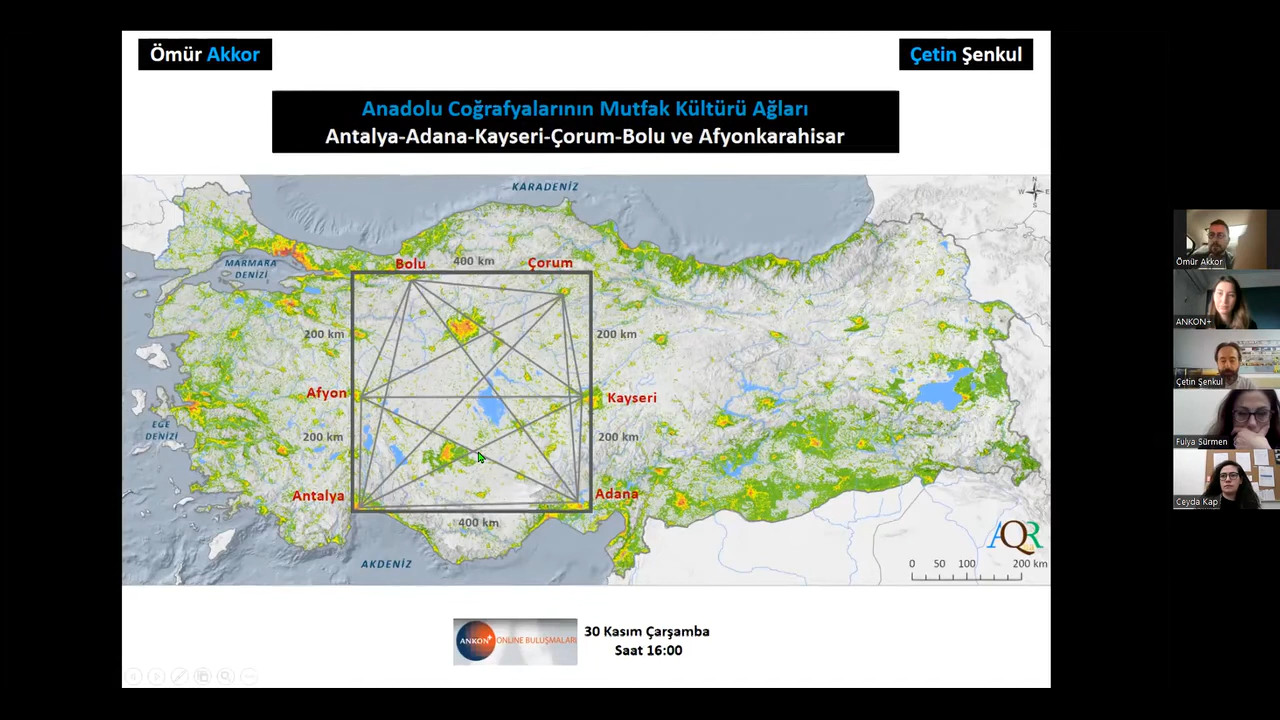 Ömür Akkor
Çetin Şenkul
Anadolu Coğrafyalarının Mutfak Kültürü Ağları
Antalya-Adana-Kayseri-Çorum-Bolu ve Afyonkarahisar
KARADENİZ
N
W
E
S
MARMARA
DENİZİ
Bolu
400 km
Çorum
200 km
200 km
Afyon
Kayseri
EGE
DENİZİ
200 km
200 km
Antalya
Adana
400 km
AKDENİZ
AQR
0 50 100 200 km
ANKON+
ONLINE BULUŞMALARI
30 Kasım Çarşamba
Saat 16:00
Ömür Akkor
ANKON+
Çetin Şenkul
Fulya Sürmen
Ceyda Kap